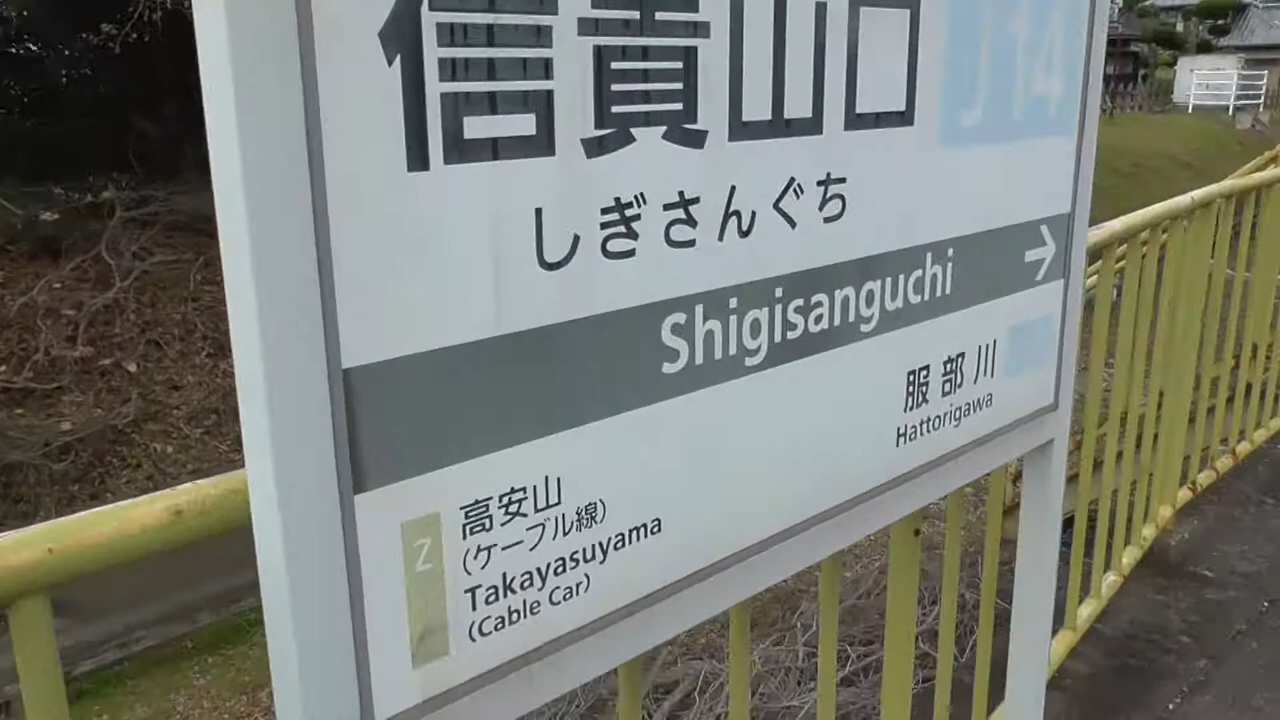 信貴山口 J14
しぎさんぐち
Shigisanguchi →
服部川
Hattorigawa
Z 高安山
(ケーブル線)
Takayasuyama
(Cable Car)